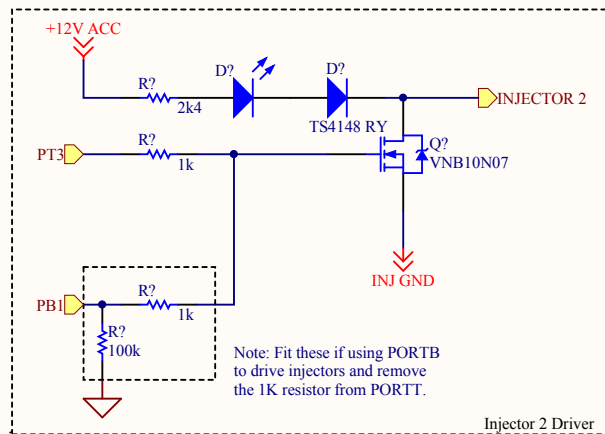 +12V ACC
R?
2k4
D?
D?
TS4148 RY
INJECTOR 2
PT3
R?
1k
Q?
VNB10N07
INJ GND
PB1
R?
1k
R?
100k
Note: Fit these if using PORTB
to drive injectors and remove
the 1K resistor from PORTT.
Injector 2 Driver